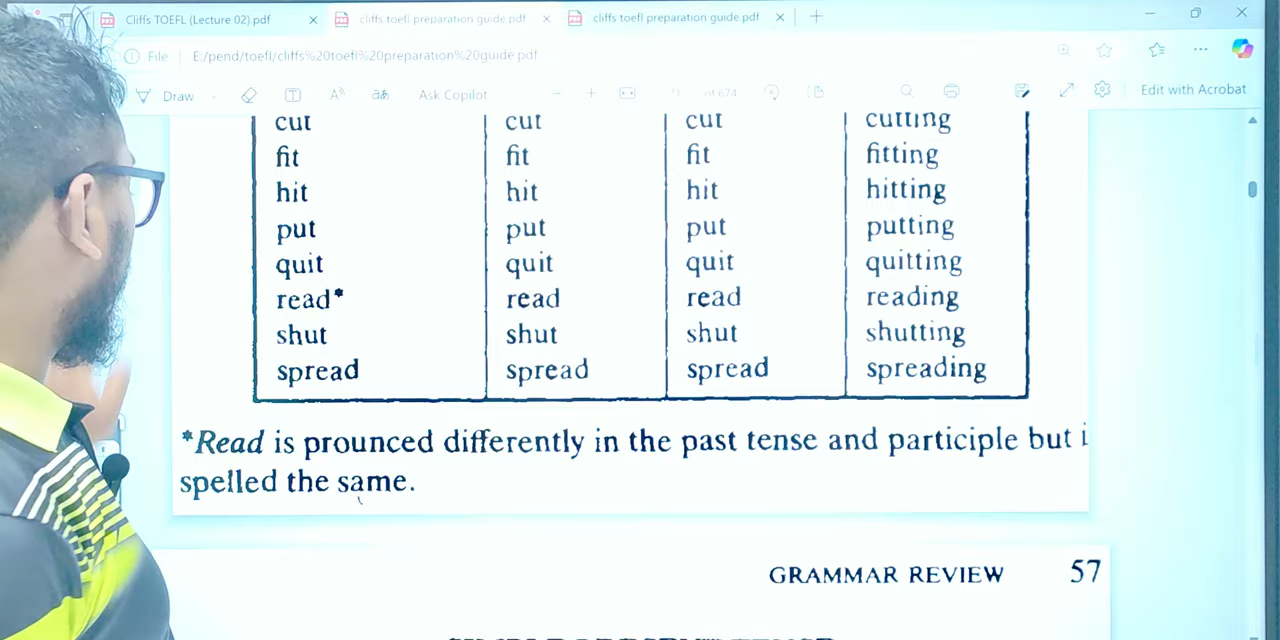 Cliffs TOEFL (Lecture 02).pdf
cliffs toefl preparation guide pdf
cliffs toefl preparation guide pdf
File E:/pend/toefl/cliffs%20toefl%20preparation%20guide pdf
Draw Ask Copilot of 674 Edit with Acrobat
cut cut cut cutting
fit fit fit fitting
hit hit hit hitting
put put put putting
quit quit quit quitting
read* read read reading
shut shut shut shutting
spread spread spread spreading
*Read is prounced differently in the past tense and participle but i
spelled the same.
GRAMMAR REVIEW 57